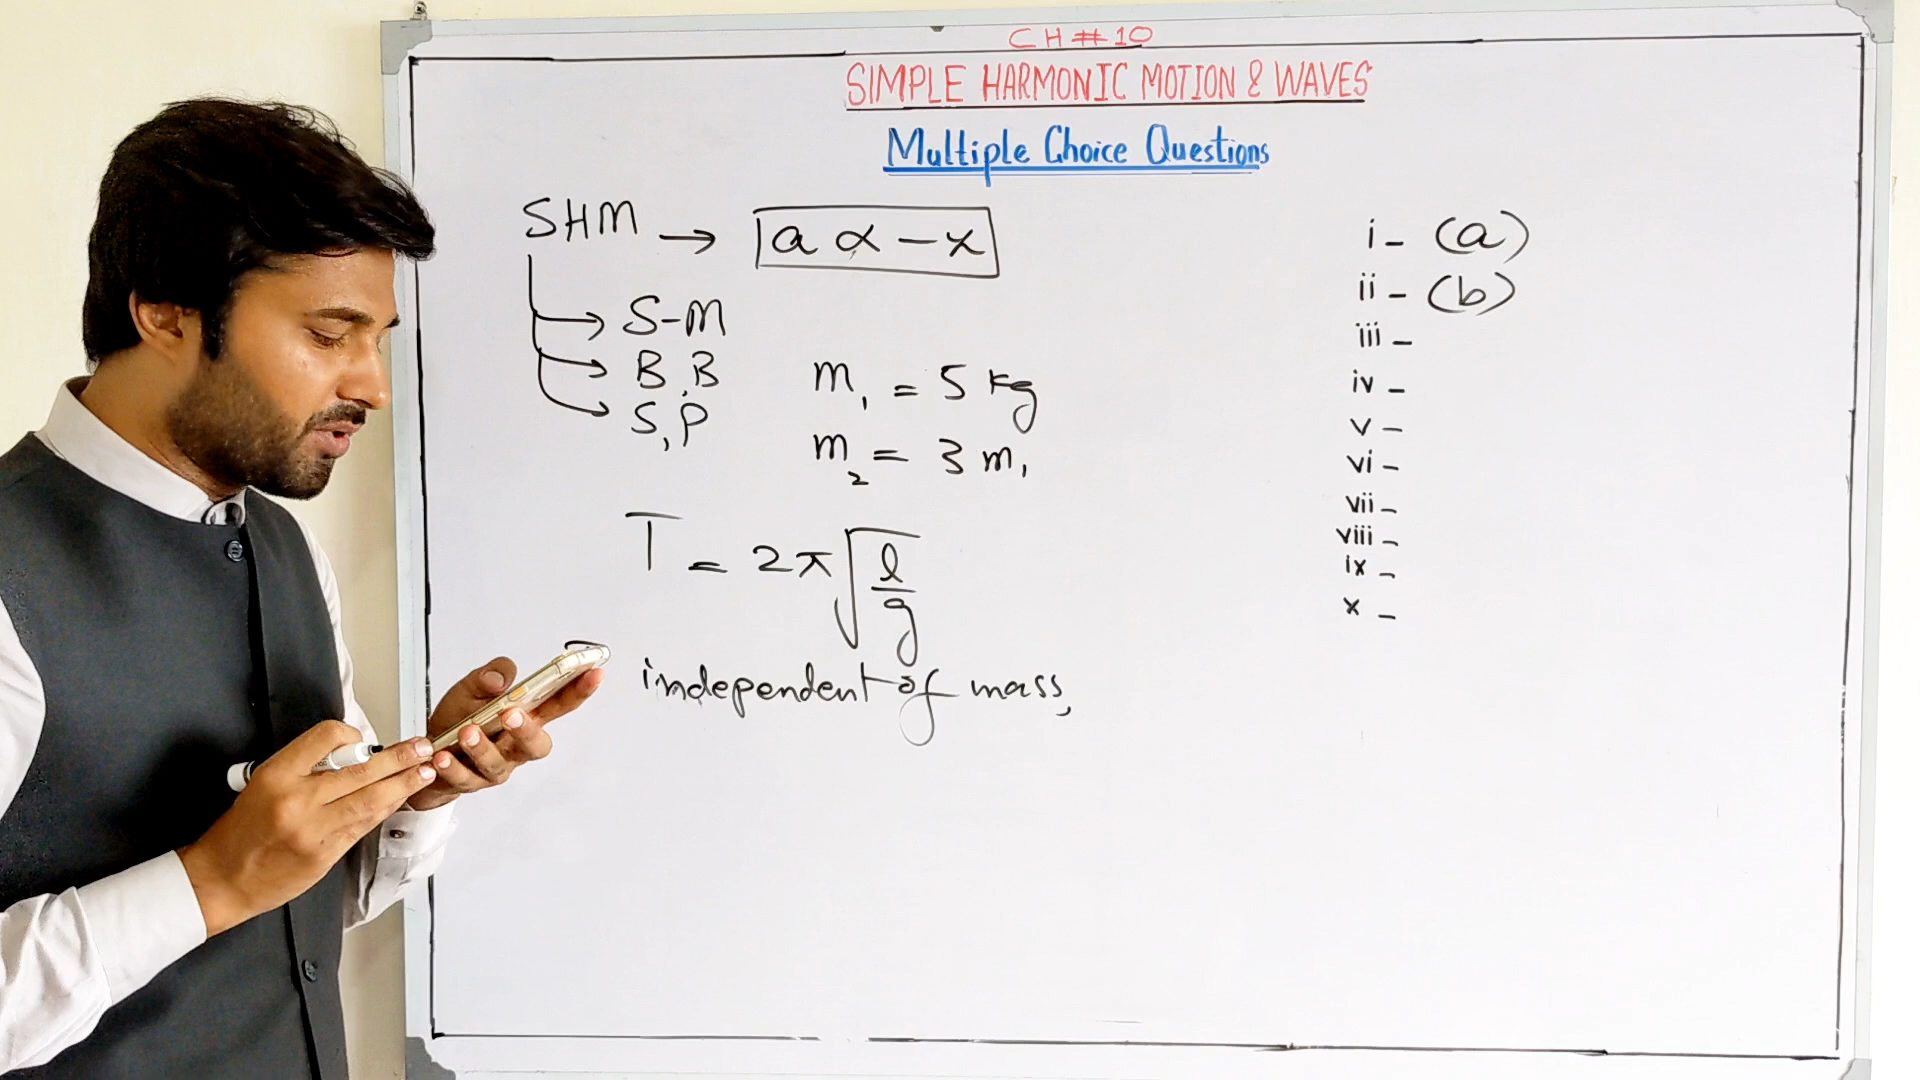 CH # 10
SIMPLE HARMONIC MOTION & WAVES
Multiple Choice Questions
SHM → a ∝ -x
→ S-M
→ B,B
→ S,P
m₁ = 5 kg
m₂ = 3 m₁
T = 2π√(l/g)
independent of mass,
i - (a)
ii - (b)
iii -
iv -
v -
vi -
vii -
viii -
ix -
x -